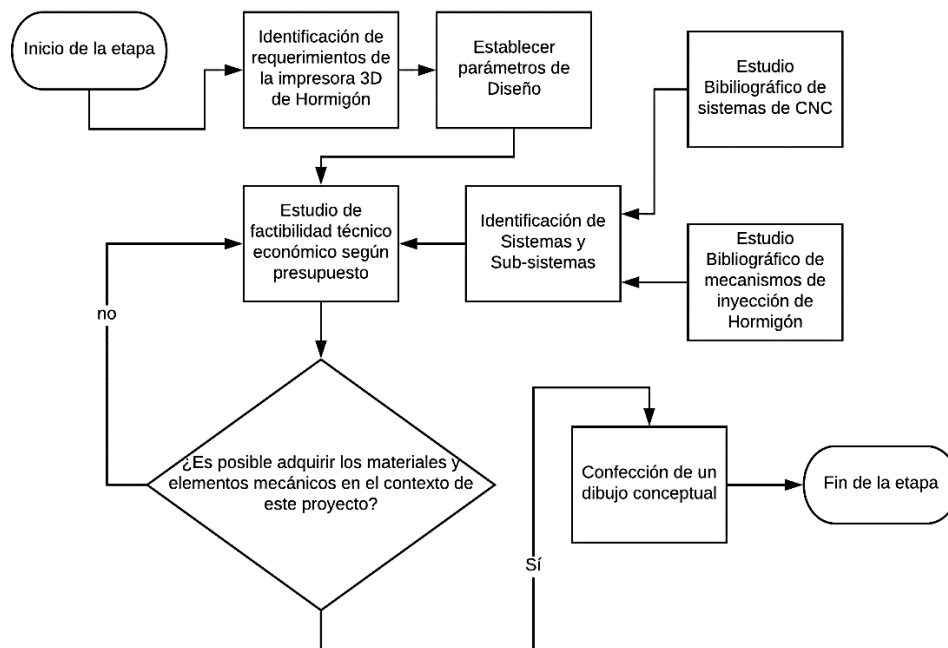 Inicio de la etapa
Identificación de
requerimientos de
la impresora 3D
de Hormigón
Establecer
parámetros de
Diseño
Estudio
Bibiliográfico de
sistemas de CNC
Estudio de
factibilidad técnico
económico según
presupuesto
Identificación de
Sistemas y
Sub-sistemas
Estudio
Bibliográfico de
mecanismos de
inyección de
Hormigón
no
¿Es posible adquirir los materiales y
elementos mecánicos en el contexto de
este proyecto?
Sí
Confección de un
dibujo conceptual
Fin de la etapa